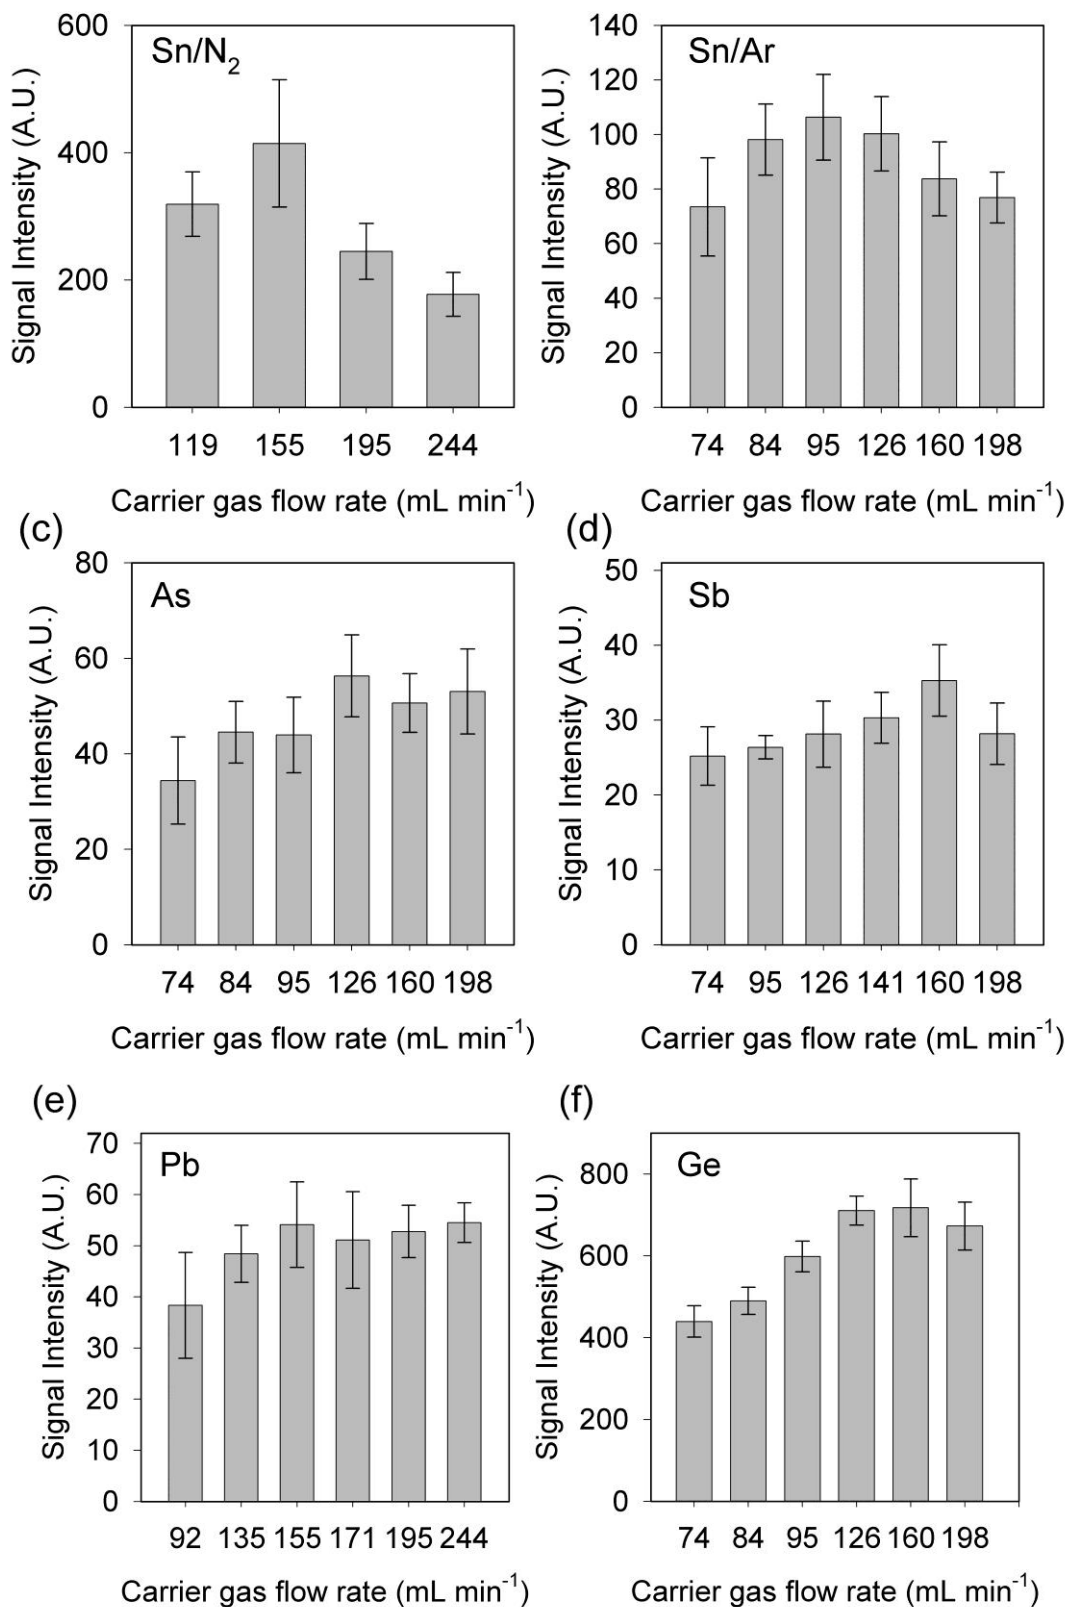 Sn/N₂
Signal Intensity (A.U.)
600
400
200
0
119 155 195 244
Carrier gas flow rate (mL min⁻¹)
Sn/Ar
Signal Intensity (A.U.)
140
120
100
80
60
40
20
0
74 84 95 126 160 198
Carrier gas flow rate (mL min⁻¹)
(c)
As
Signal Intensity (A.U.)
80
60
40
20
0
74 84 95 126 160 198
Carrier gas flow rate (mL min⁻¹)
(d)
Sb
Signal Intensity (A.U.)
50
40
30
20
10
0
74 95 126 141 160 198
Carrier gas flow rate (mL min⁻¹)
(e)
Pb
Signal Intensity (A.U.)
70
60
50
40
30
20
10
0
92 135 155 171 195 244
Carrier gas flow rate (mL min⁻¹)
(f)
Ge
Signal Intensity (A.U.)
800
600
400
200
0
74 84 95 126 160 198
Carrier gas flow rate (mL min⁻¹)